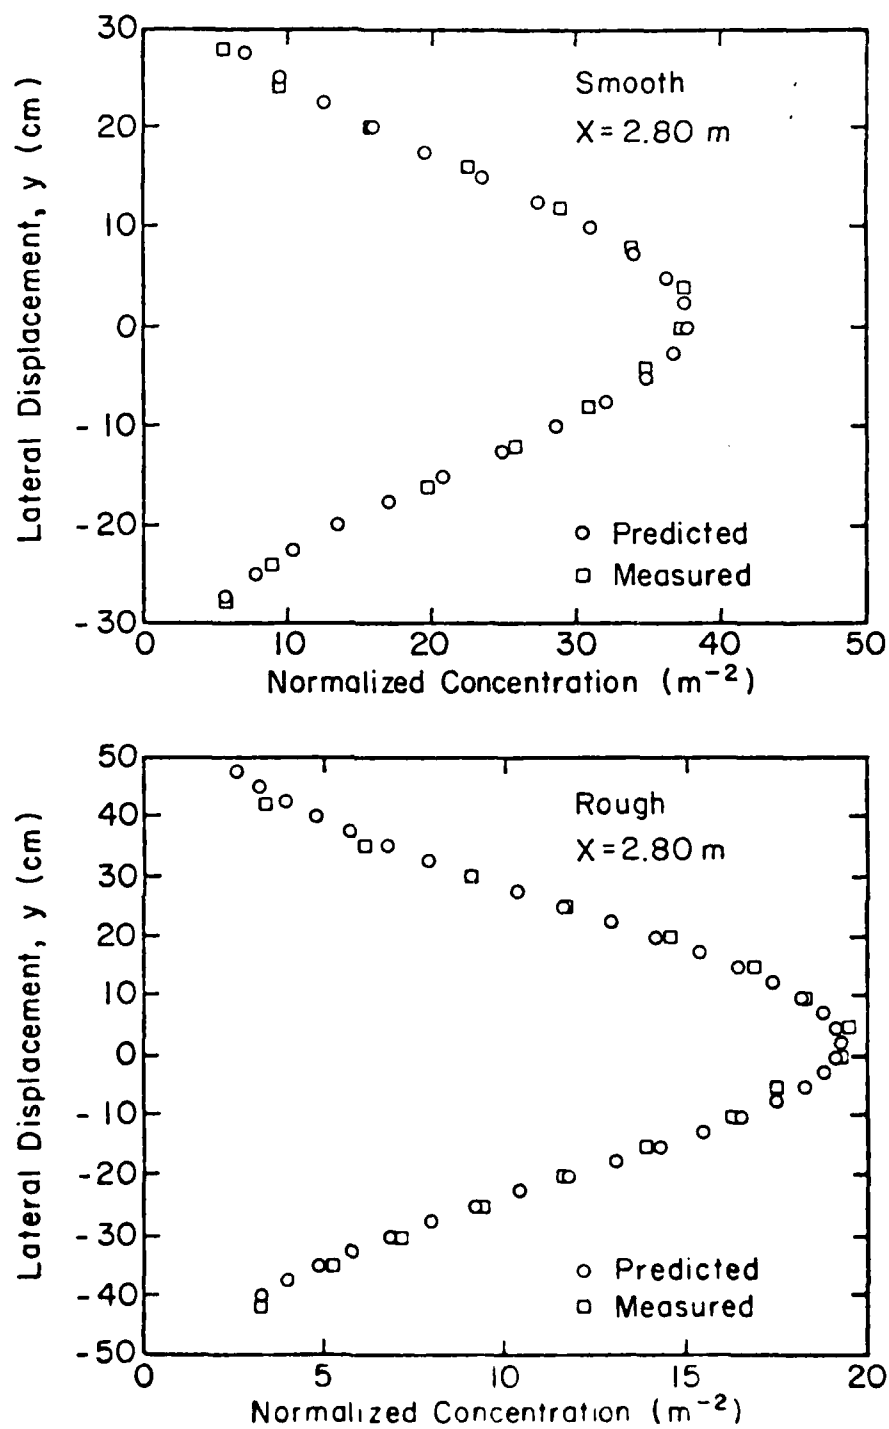 30
20
10
0
-10
-20
-30
Lateral Displacement, y (cm)
Smooth
X = 2.80 m
Predicted
Measured
0 10 20 30 40 50
Normalized Concentration (m⁻²)
50
40
30
20
10
0
-10
-20
-30
-40
-50
Lateral Displacement, y (cm)
Rough
X = 2.80 m
Predicted
Measured
0 5 10 15 20
Normalized Concentration (m⁻²)